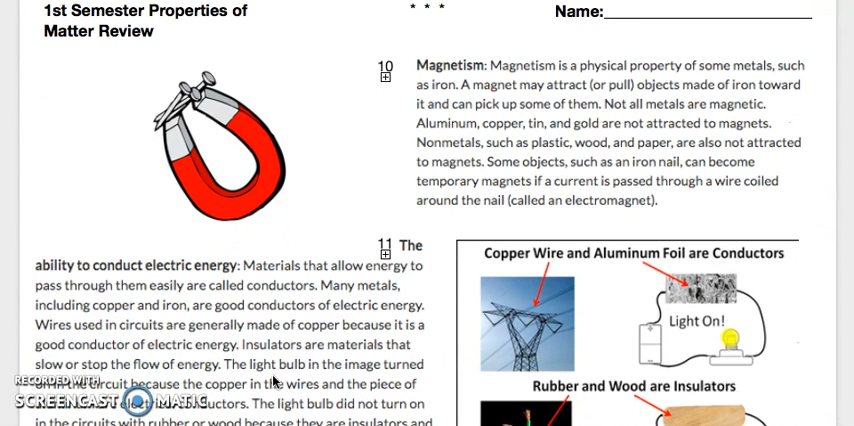 1st Semester Properties of
Matter Review
* * *
Name:
10
Magnetism: Magnetism is a physical property of some metals, such
as iron. A magnet may attract (or pull) objects made of iron toward
it and can pick up some of them. Not all metals are magnetic.
Aluminum, copper, tin, and gold are not attracted to magnets.
Nonmetals, such as plastic, wood, and paper, are also not attracted
to magnets. Some objects, such as an iron nail, can become
temporary magnets if a current is passed through a wire coiled
around the nail (called an electromagnet).
11 The
ability to conduct electric energy: Materials that allow energy to
pass through them easily are called conductors. Many metals,
including copper and iron, are good conductors of electric energy.
Wires used in circuits are generally made of copper because it is a
good conductor of electric energy. Insulators are materials that
slow or stop the flow of energy. The light bulb in the image turned
on in the circuit because the copper in the wires and the piece of
conductors. The light bulb did not turn on
in the circuits with rubber or wood because they are insulators and
Copper Wire and Aluminum Foil are Conductors
Light On!
Rubber and Wood are Insulators
RECORDED WITH
SCREENCAST MATIC